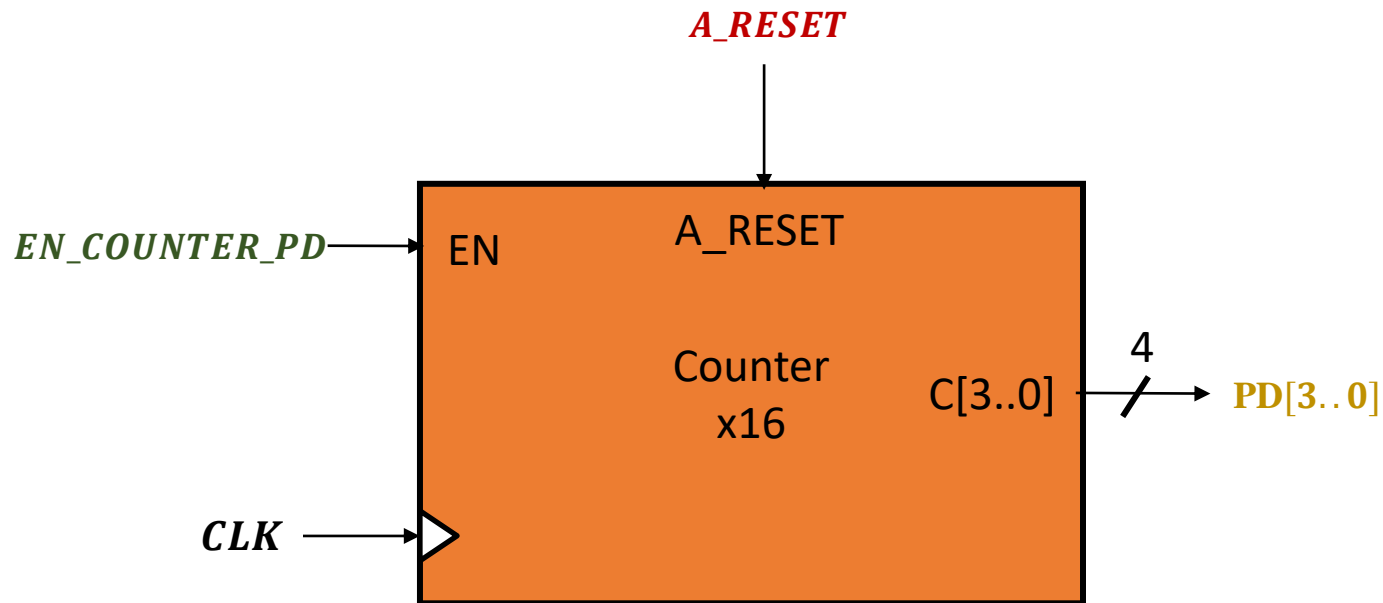 A_RESET
EN_COUNTER_PD
EN
A_RESET
Counter
x16
C[3..0]
4
PD[3..0]
CLK